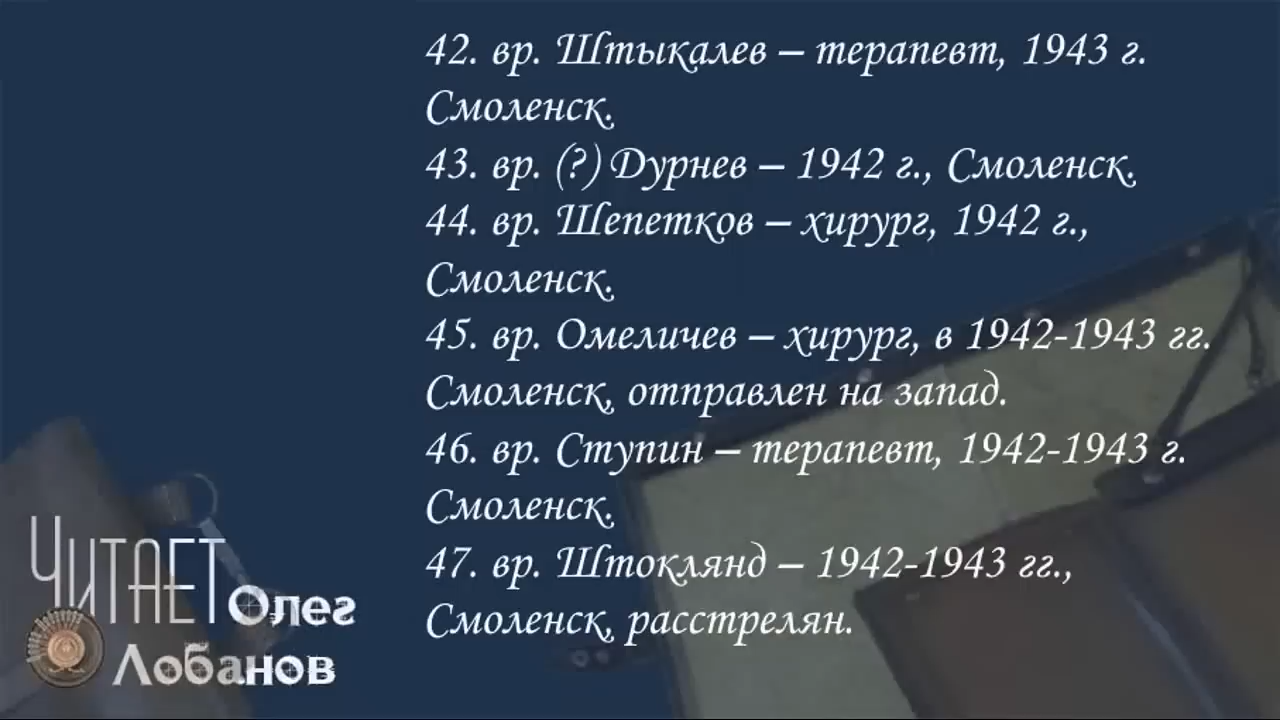 42. вр. Штыкалев – терапевт, 1943 г.
Смоленск.
43. вр. (?) Дурнев – 1942 г., Смоленск.
44. вр. Шепетков – хирург, 1942 г.,
Смоленск.
45. вр. Омеличев – хирург, в 1942-1943 гг.
Смоленск, отправлен на запад.
46. вр. Ступин – терапевт, 1942-1943 г.
Смоленск.
47. вр. Штоклянд – 1942-1943 гг.,
Смоленск, расстрелян.
Читает
Олег
Лобанов